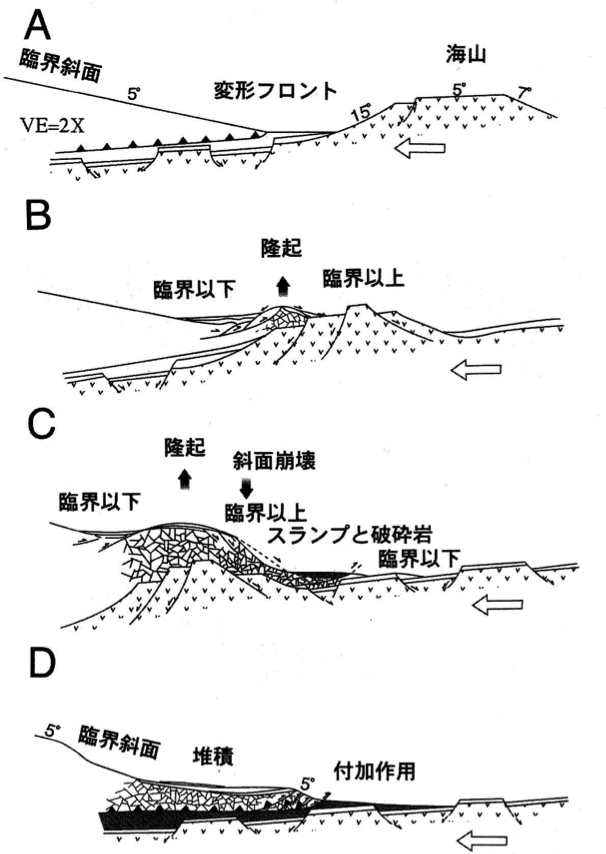 A
臨界斜面
5°
VE=2X
変形フロント
海山
15°
5°
7°
B
隆起
臨界以下
臨界以上
C
隆起
斜面崩壊
臨界以下
臨界以上
スランプと破砕岩
臨界以下
D
5°
臨界斜面
堆積
5°
付加作用